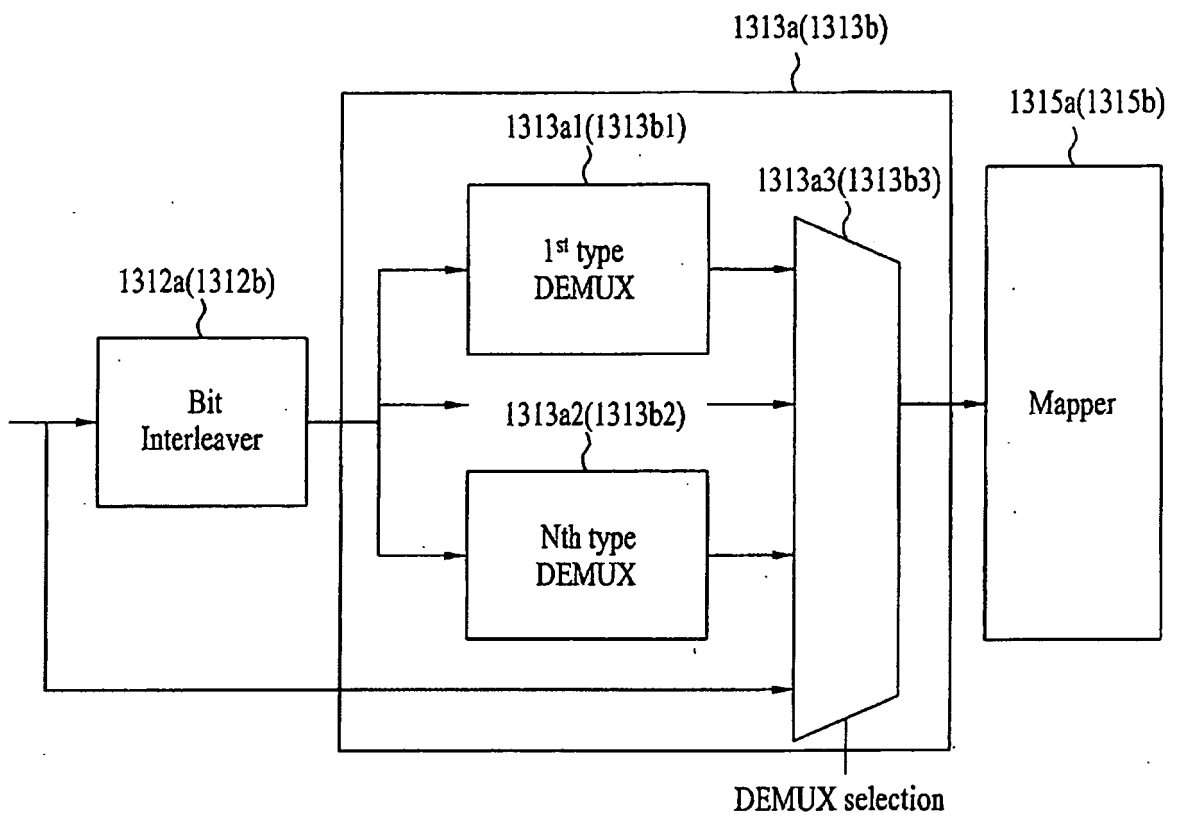 1313a(1313b)
1315a(1315b)
1313a1(1313b1)
1313a3(1313b3)
1st type
DEMUX
1312a(1312b)
Bit
Interleaver
1313a2(1313b2)
Mapper
Nth type
DEMUX
DEMUX selection